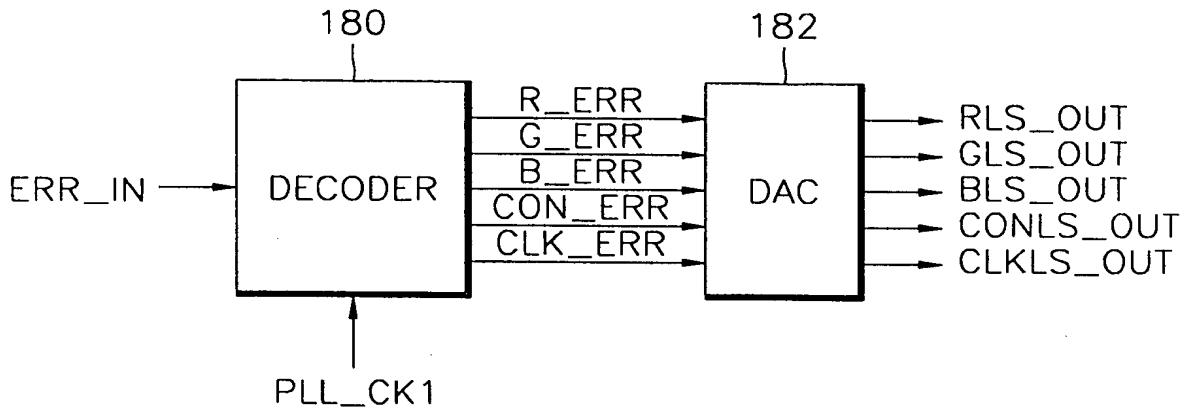 180
182
R_ERR
G_ERR
B_ERR
CON_ERR
CLK_ERR
ERR_IN
DECODER
DAC
RLS_OUT
GLS_OUT
BLS_OUT
CONLS_OUT
CLKLS_OUT
PLL_CK1